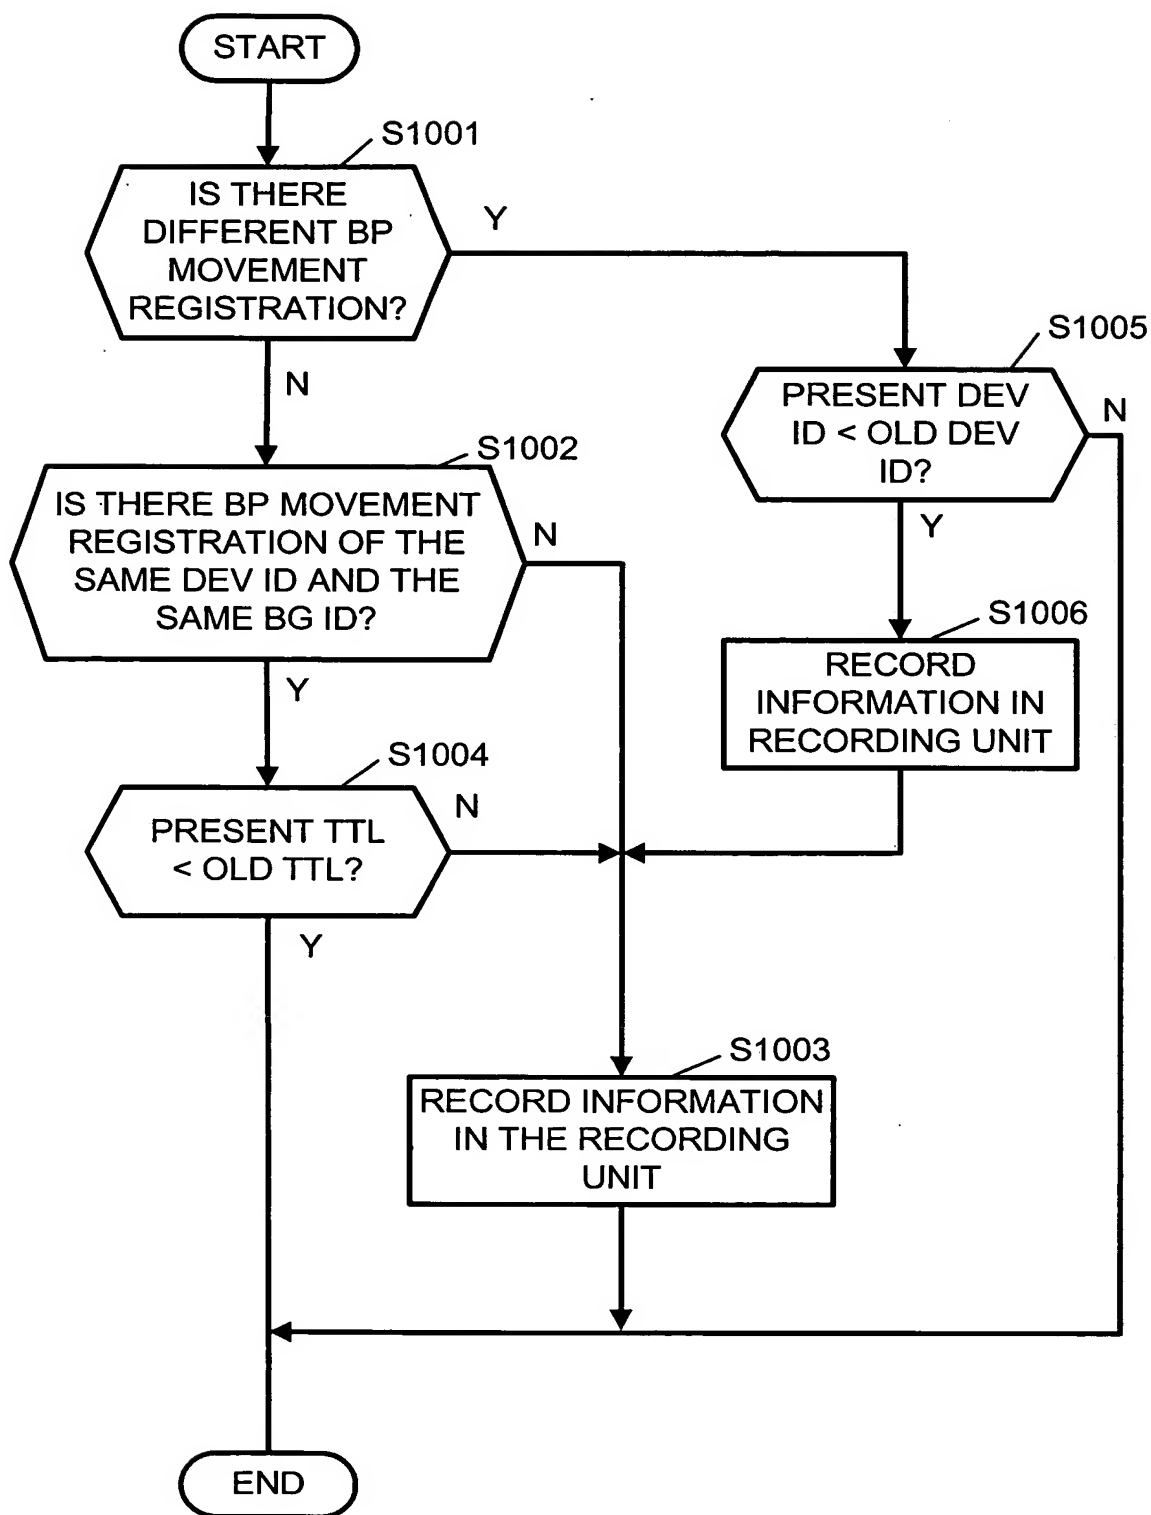 START
S1001
IS THERE
DIFFERENT BP
MOVEMENT
REGISTRATION?
Y
N
S1005
PRESENT DEV
ID < OLD DEV
ID?
N
Y
S1002
IS THERE BP MOVEMENT
REGISTRATION OF THE
SAME DEV ID AND THE
SAME BG ID?
N
Y
S1006
RECORD
INFORMATION IN
RECORDING UNIT
S1004
PRESENT TTL
< OLD TTL?
N
Y
S1003
RECORD INFORMATION
IN THE RECORDING
UNIT
END